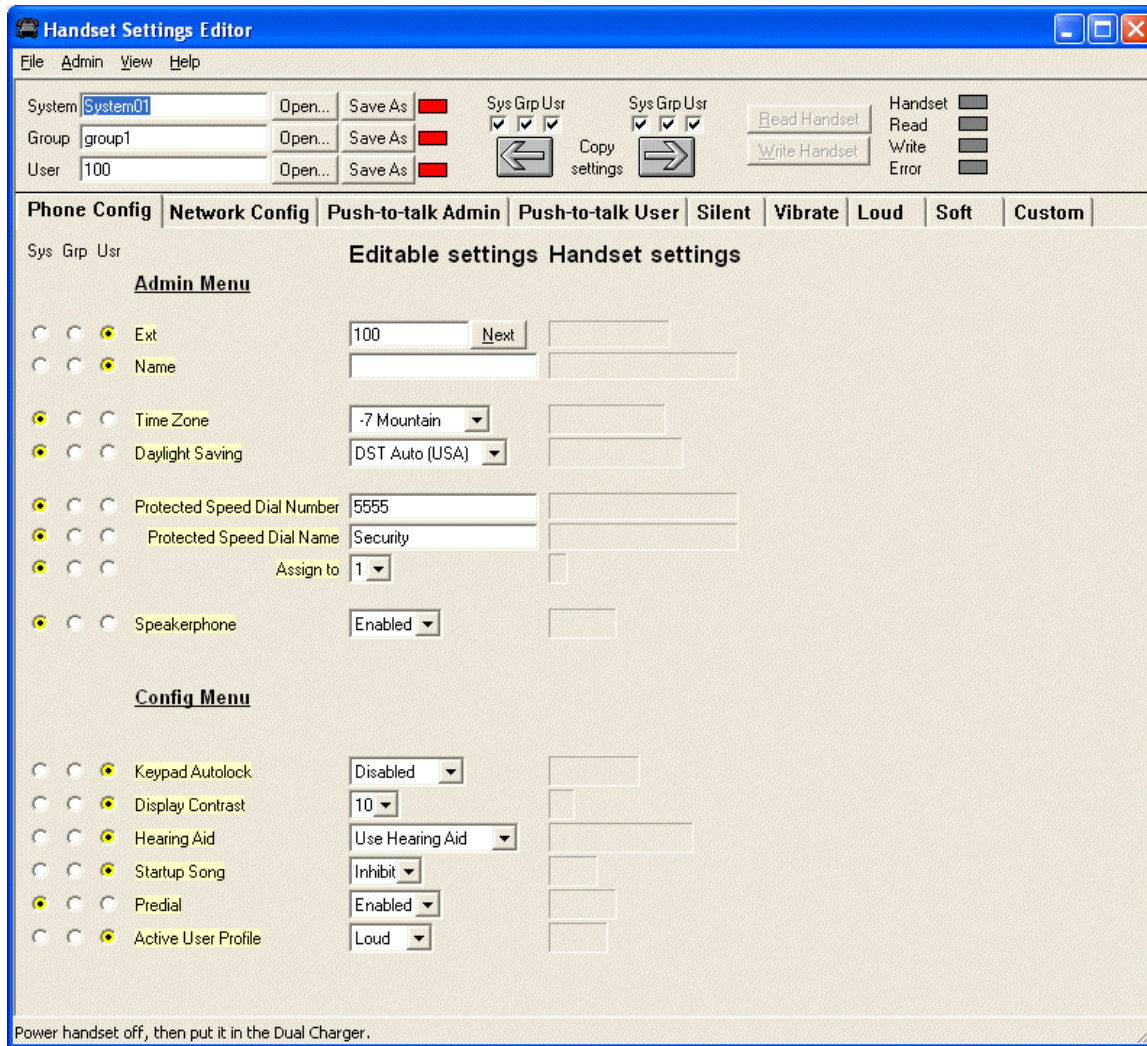 Handset Settings Editor
File Admin View Help
System System01 Open... Save As
Group group1 Open... Save As
User 100 Open... Save As
Sys Grp Usr
Copy settings
Sys Grp Usr
Read Handset
Write Handset
Handset
Read
Write
Error
Phone Config Network Config Push-to-talk Admin Push-to-talk User Silent Vibrate Loud Soft Custom
Sys Grp Usr Editable settings Handset settings
Admin Menu
Ext 100 Next
Name
Time Zone -7 Mountain
Daylight Saving DST Auto (USA)
Protected Speed Dial Number 5555
Protected Speed Dial Name Security
Assign to 1
Speakerphone Enabled
Config Menu
Keypad Autolock Disabled
Display Contrast 10
Hearing Aid Use Hearing Aid
Startup Song Inhibit
Predial Enabled
Active User Profile Loud
Power handset off, then put it in the Dual Charger.